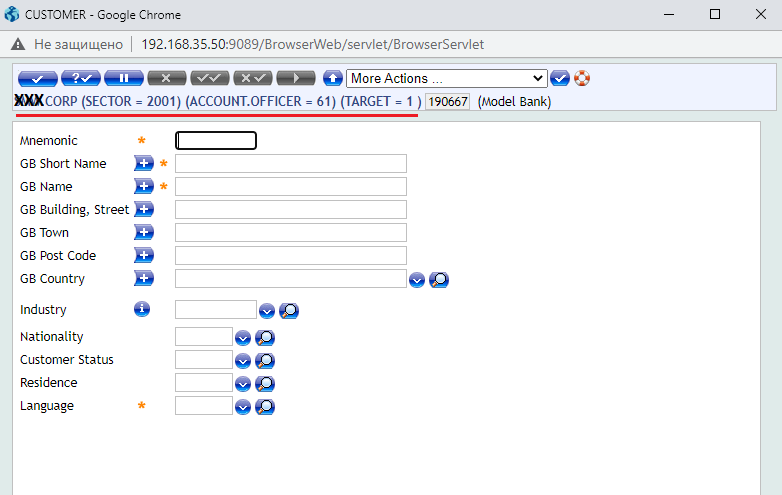 CUSTOMER - Google Chrome
Не защищено 192.168.35.50:9089/BrowserWeb/servlet/BrowserServlet
More Actions ...
XXX CORP (SECTOR = 2001) (ACCOUNT.OFFICER = 61) (TARGET = 1 ) 190667 (Model Bank)
Mnemonic *
GB Short Name *
GB Name *
GB Building, Street
GB Town
GB Post Code
GB Country
Industry
Nationality
Customer Status
Residence
Language *